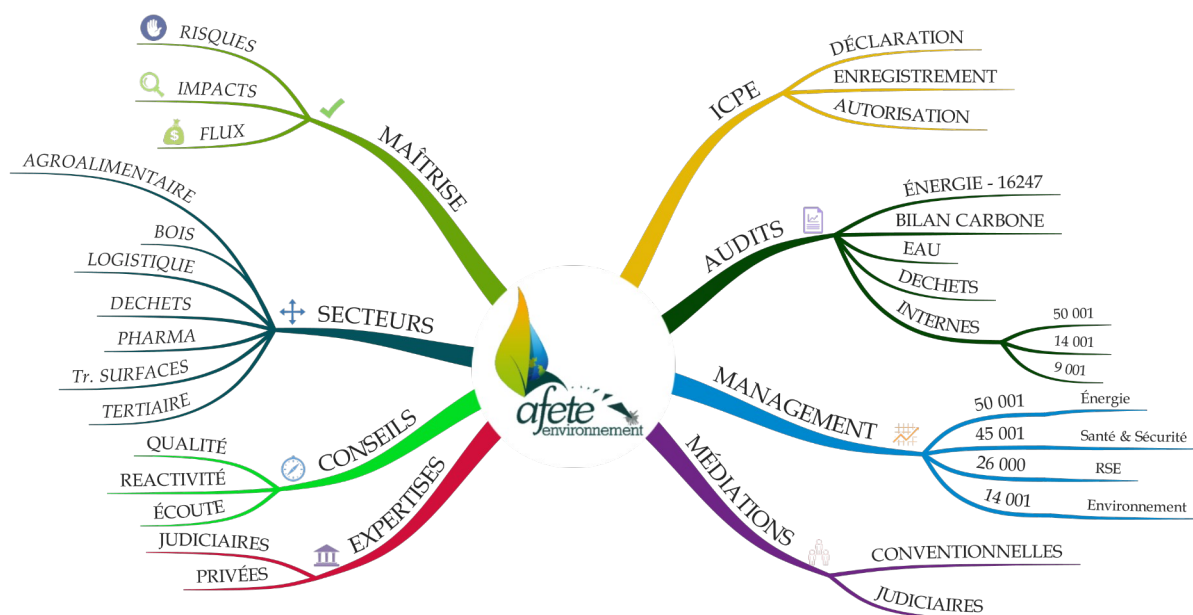 RISQUES
IMPACTS
FLUX
MAÎTRISE
AGROALIMENTAIRE
BOIS
LOGISTIQUE
DECHETS
PHARMA
Tr. SURFACES
TERTIAIRE
SECTEURS
QUALITÉ
REACTIVITÉ
ÉCOUTE
CONSEILS
JUDICIAIRES
PRIVÉES
EXPERTISES
afete
environnement
ICPE
DÉCLARATION
ENREGISTREMENT
AUTORISATION
AUDITS
ÉNERGIE - 16247
BILAN CARBONE
EAU
DECHETS
INTERNES
50 001
14 001
9 001
MANAGEMENT
50 001 Énergie
45 001 Santé & Sécurité
26 000 RSE
14 001 Environnement
MÉDIATIONS
CONVENTIONNELLES
JUDICIAIRES